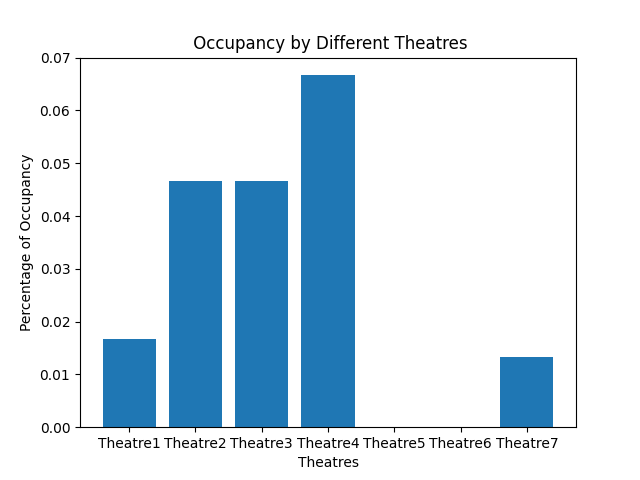 Occupancy by Different Theatres
0.07
0.06
0.05
0.04
0.03
0.02
0.01
0.00
Percentage of Occupancy
Theatre1 Theatre2 Theatre3 Theatre4 Theatre5 Theatre6 Theatre7
Theatres